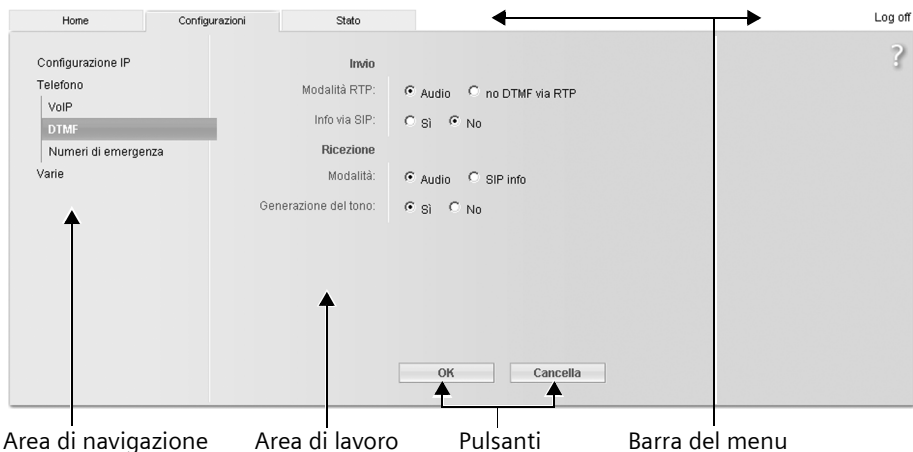 Home Configurazioni Stato Log off
?
Configurazione IP
Telefono
VoIP
DTMF
Numeri di emergenza
Varie
Invio
Modalità RTP: Audio no DTMF via RTP
Info via SIP: Sì No
Ricezione
Modalità: Audio SIP info
Generazione del tono: Sì No
OK Cancella
Area di navigazione Area di lavoro Pulsanti Barra del menu